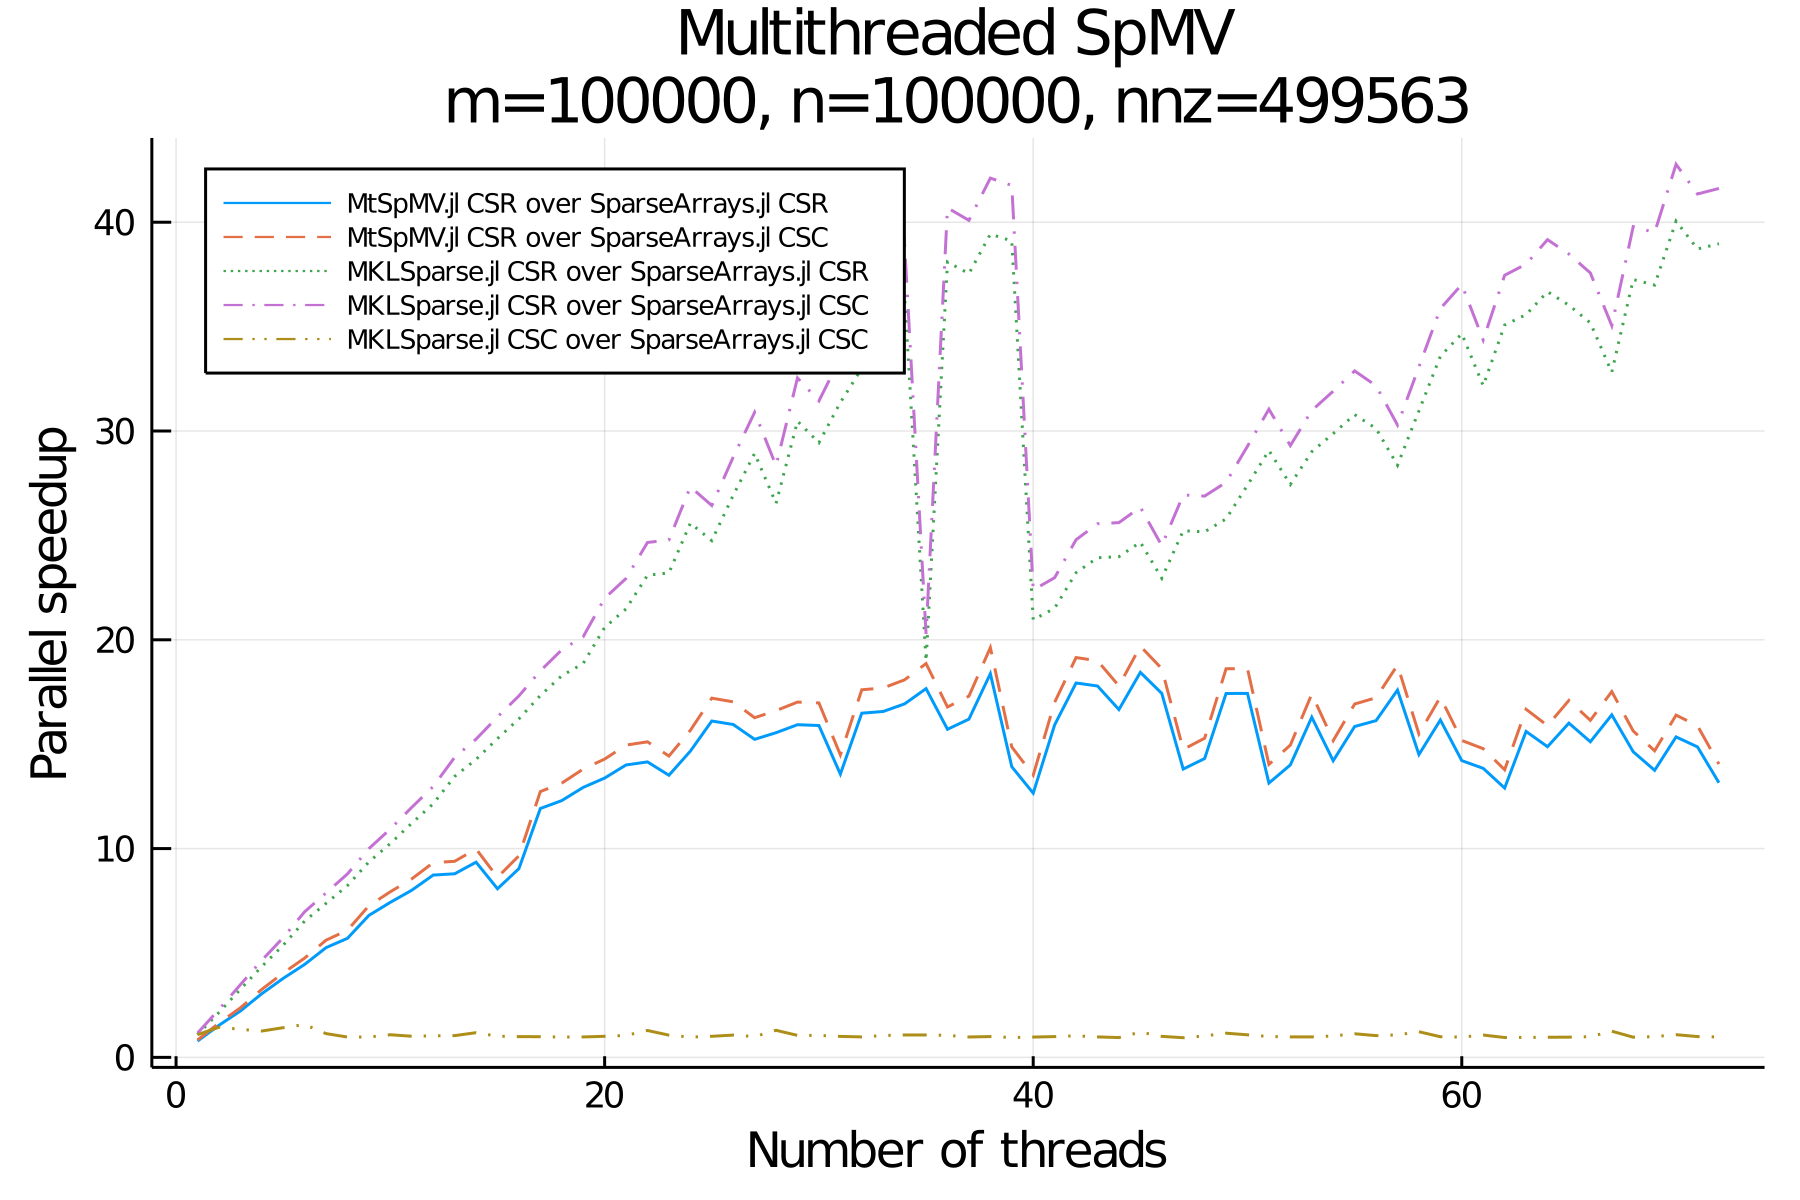 Multithreaded SpMV
m=100000, n=100000, nnz=499563
MtSpMV.jl CSR over SparseArrays.jl CSR
MtSpMV.jl CSR over SparseArrays.jl CSC
MKLSparse.jl CSR over SparseArrays.jl CSR
MKLSparse.jl CSR over SparseArrays.jl CSC
MKLSparse.jl CSC over SparseArrays.jl CSC
Parallel speedup
40
30
20
10
0
0 20 40 60
Number of threads